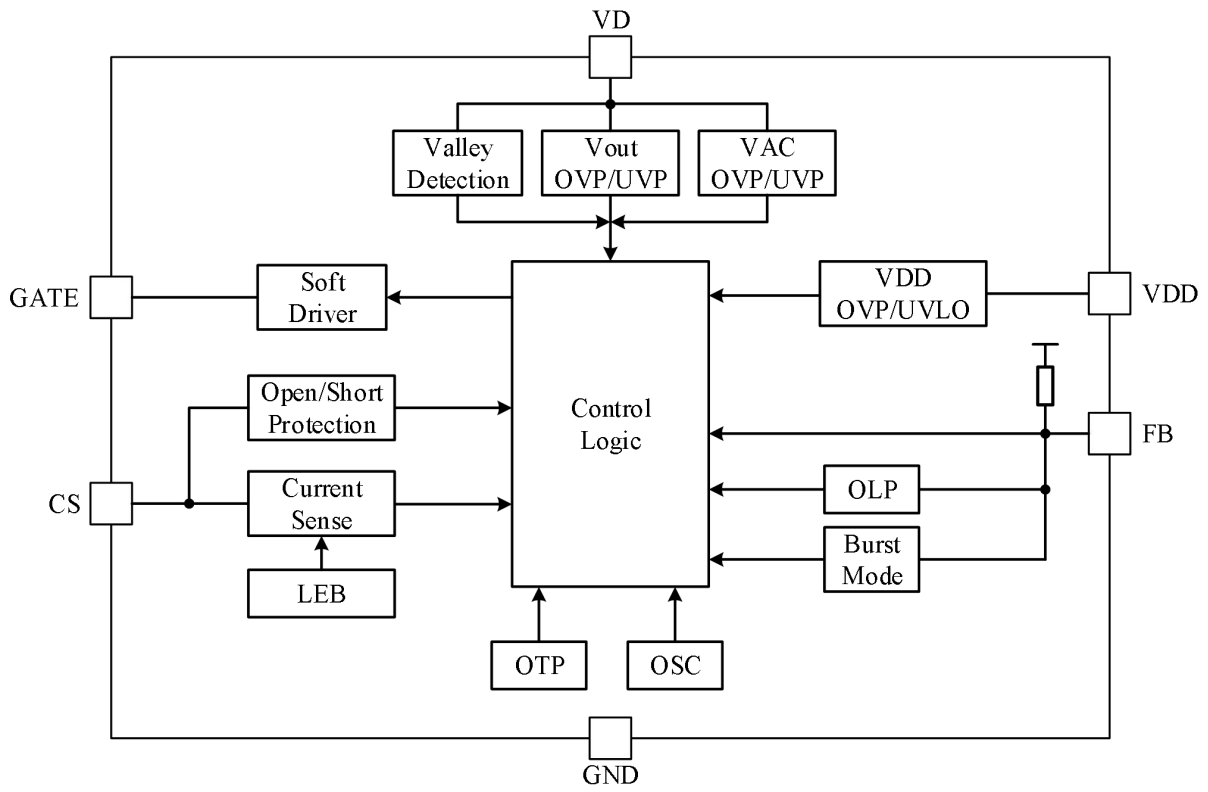 VD
Valley
Detection
Vout
OVP/UVP
VAC
OVP/UVP
GATE
Soft
Driver
VDD
OVP/UVLO
VDD
Open/Short
Protection
Control
Logic
FB
CS
Current
Sense
OLP
LEB
Burst
Mode
OTP
OSC
GND